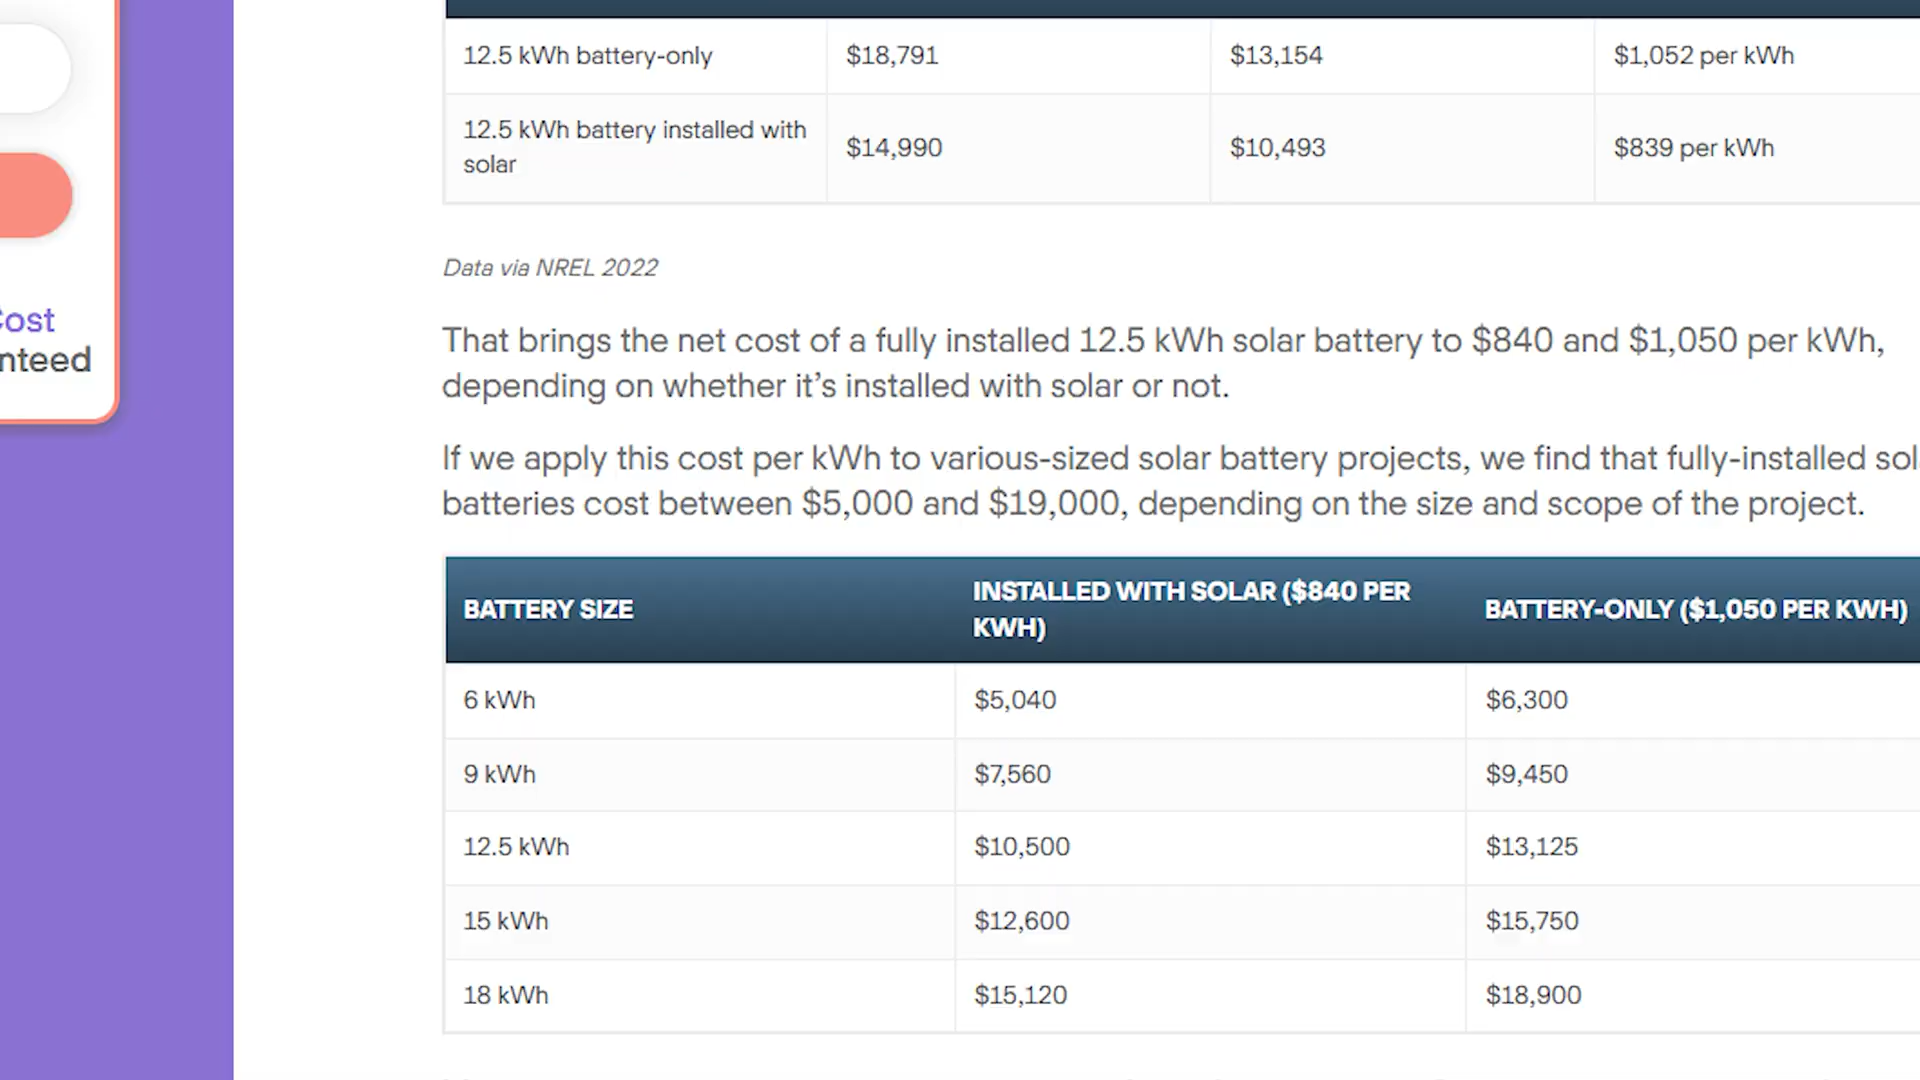 12.5 kWh battery-only $18,791 $13,154 $1,052 per kWh
12.5 kWh battery installed with
solar $14,990 $10,493 $839 per kWh
Cost
Data via NREL 2022
That brings the net cost of a fully installed 12.5 kWh solar battery to $840 and $1,050 per kWh,
depending on whether it’s installed with solar or not.
If we apply this cost per kWh to various-sized solar battery projects, we find that fully-installed
batteries cost between $5,000 and $19,000, depending on the size and scope of the project.
BATTERY SIZE INSTALLED WITH SOLAR ($840 PER
KWH) BATTERY-ONLY ($1,050 PER KWH)
6 kWh $5,040 $6,300
9 kWh $7,560 $9,450
12.5 kWh $10,500 $13,125
15 kWh $12,600 $15,750
18 kWh $15,120 $18,900